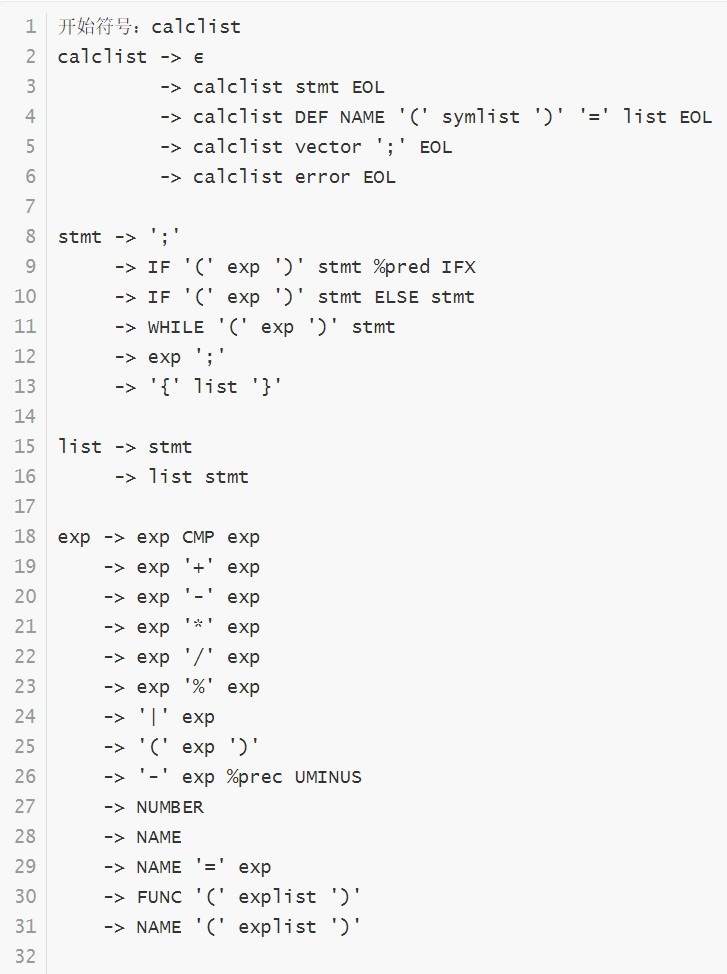 1 开始符号：calclist
2 calclist -> ϵ
3          -> calclist stmt EOL
4          -> calclist DEF NAME '(' symlist ')' '=' list EOL
5          -> calclist vector ';' EOL
6          -> calclist error EOL
7
8 stmt -> ';'
9      -> IF '(' exp ')' stmt %pred IFX
10      -> IF '(' exp ')' stmt ELSE stmt
11      -> WHILE '(' exp ')' stmt
12      -> exp ';'
13      -> '{' list '}'
14
15 list -> stmt
16      -> list stmt
17
18 exp -> exp CMP exp
19     -> exp '+' exp
20     -> exp '-' exp
21     -> exp '*' exp
22     -> exp '/' exp
23     -> exp '%' exp
24     -> '|' exp
25     -> '(' exp ')'
26     -> '-' exp %prec UMINUS
27     -> NUMBER
28     -> NAME
29     -> NAME '=' exp
30     -> FUNC '(' explist ')'
31     -> NAME '(' explist ')'
32